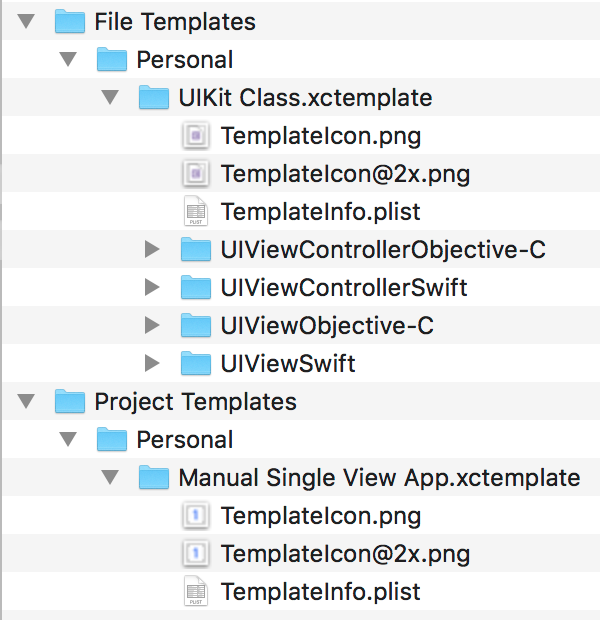 File Templates
Personal
UIKit Class.xctemplate
TemplateIcon.png
TemplateIcon@2x.png
TemplateInfo.plist
UIViewControllerObjective-C
UIViewControllerSwift
UIViewObjective-C
UIViewSwift
Project Templates
Personal
Manual Single View App.xctemplate
TemplateIcon.png
TemplateIcon@2x.png
TemplateInfo.plist